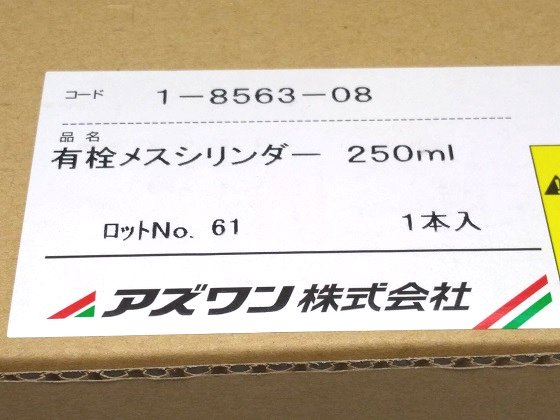 コード 1-8563-08
品名
有栓メスシリンダー 250ml
ロットNo. 61 1本入
アズワン株式会社